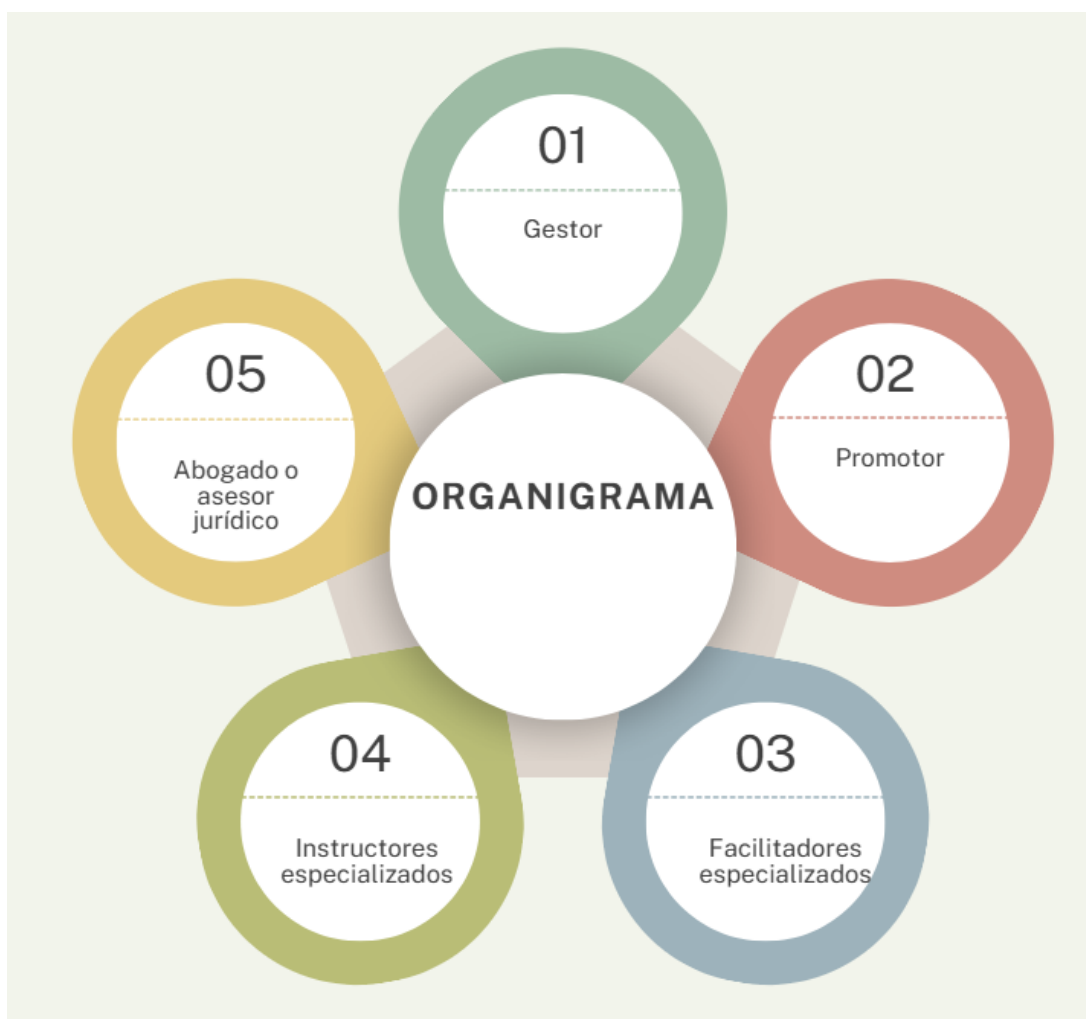 ORGANIGRAMA
01
Gestor
02
Promotor
03
Facilitadores
especializados
04
Instructores
especializados
05
Abogado o
asesor
jurídico